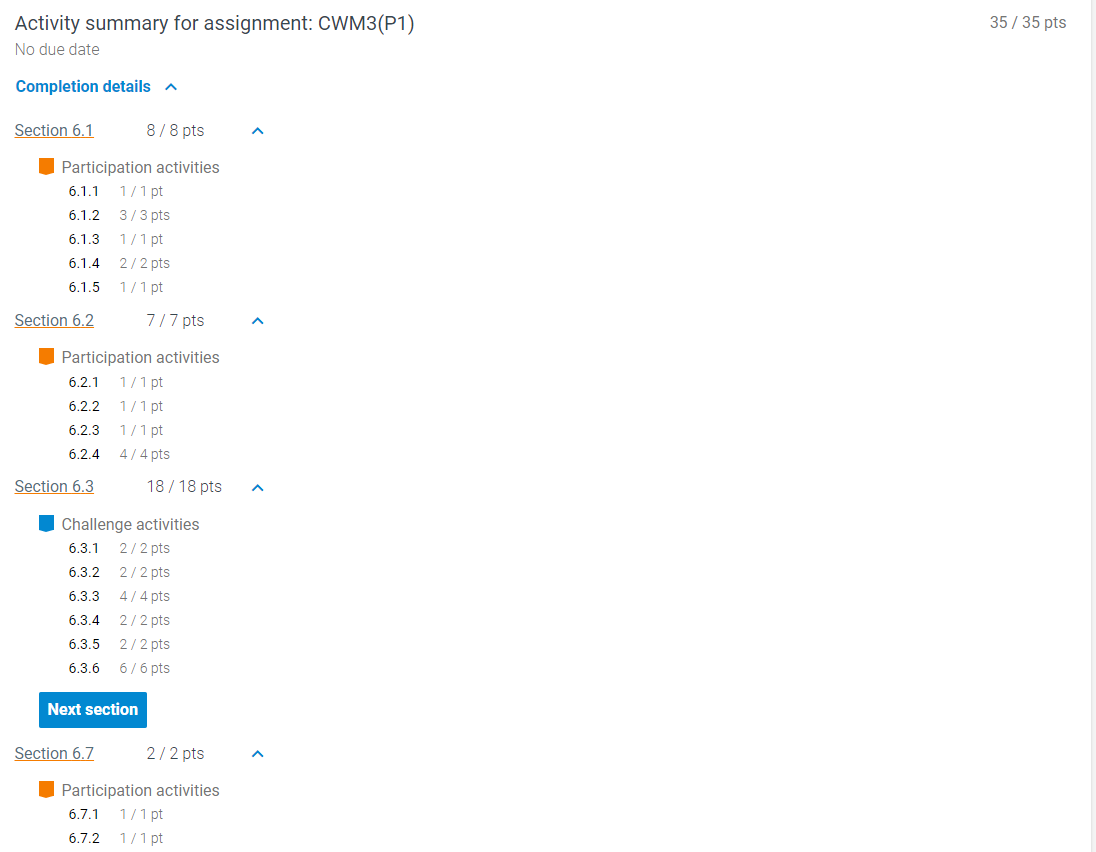 Activity summary for assignment: CWM3(P1) 35 / 35 pts
No due date
Completion details
Section 6.1 8 / 8 pts
Participation activities
6.1.1 1 / 1 pt
6.1.2 3 / 3 pts
6.1.3 1 / 1 pt
6.1.4 2 / 2 pts
6.1.5 1 / 1 pt
Section 6.2 7 / 7 pts
Participation activities
6.2.1 1 / 1 pt
6.2.2 1 / 1 pt
6.2.3 1 / 1 pt
6.2.4 4 / 4 pts
Section 6.3 18 / 18 pts
Challenge activities
6.3.1 2 / 2 pts
6.3.2 2 / 2 pts
6.3.3 4 / 4 pts
6.3.4 2 / 2 pts
6.3.5 2 / 2 pts
6.3.6 6 / 6 pts
Next section
Section 6.7 2 / 2 pts
Participation activities
6.7.1 1 / 1 pt
6.7.2 1 / 1 pt